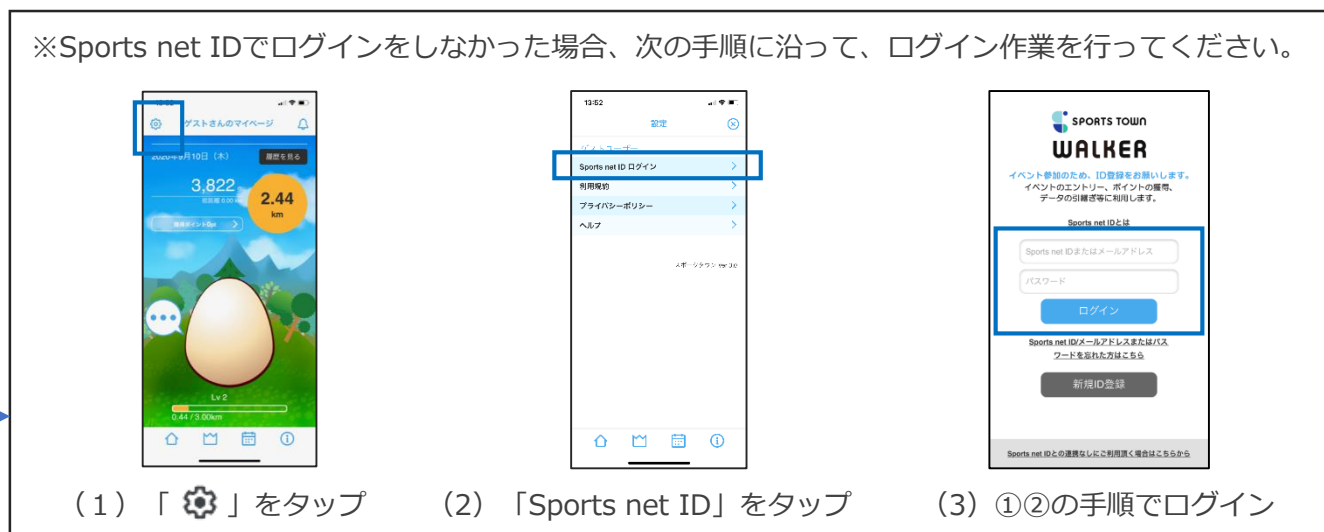 ※Sports net IDでログインをしなかった場合、次の手順に沿って、ログイン作業を行ってください。
ゲストさんのマイページ
9月10日（木）
履歴を見る
3,822
2.44
km
Lv 2
0.44 / 3.00km
（１）「 」をタップ
13:52
設定
ゲストユーザー
Sports net ID ログイン
利用規約
プライバシーポリシー
ヘルプ
（2）「Sports net ID」をタップ
SPORTS TOWN
WALKER
イベント参加のため、ID登録をお願いします。
イベントのエントリー、ポイントの獲得、
データの引継ぎ等に利用します。
Sports net IDとは
Sports net IDまたはメールアドレス
パスワード
ログイン
Sports net ID/メールアドレスまたはパス
ワードを忘れた方はこちら
新規ID登録
Sports net IDとの連携なしにご利用頂く場合はこちらから
（3）①②の手順でログイン